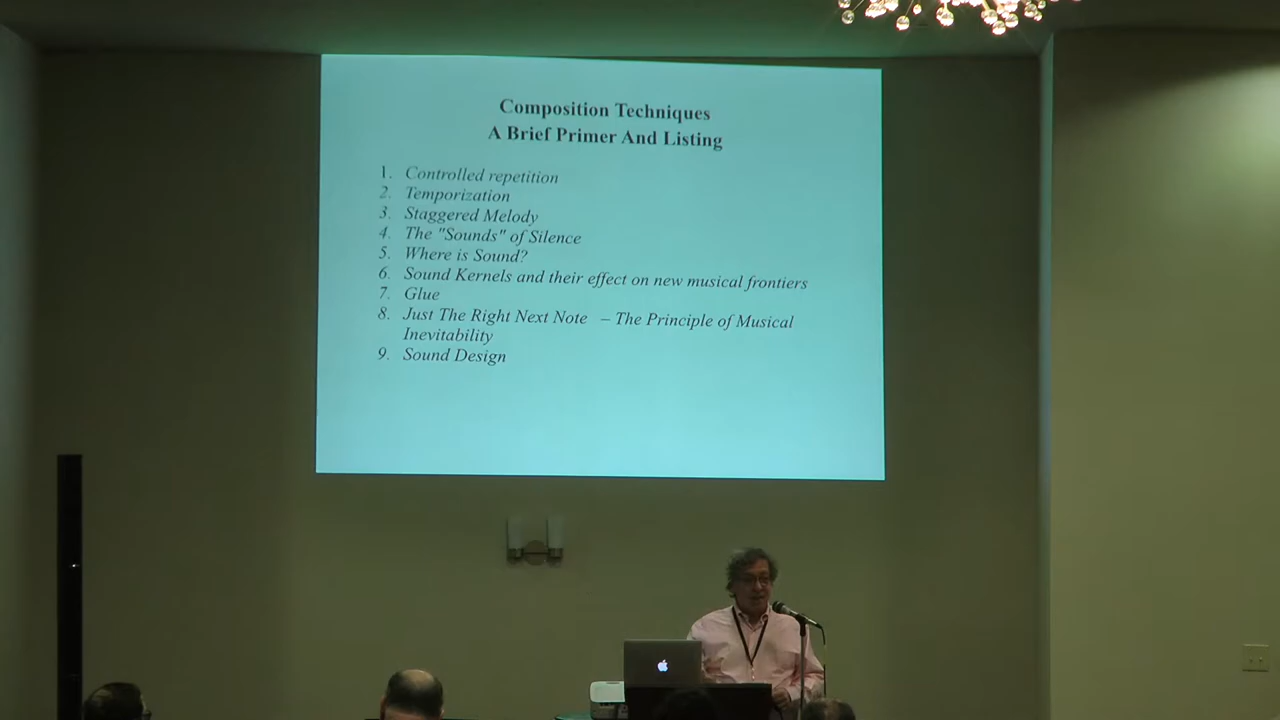 Composition Techniques
A Brief Primer And Listing
1. Controlled repetition
2. Temporization
3. Staggered Melody
4. The "Sounds" of Silence
5. Where is Sound?
6. Sound Kernels and their effect on new musical frontiers
7. Glue
8. Just The Right Next Note – The Principle of Musical
Inevitability
9. Sound Design